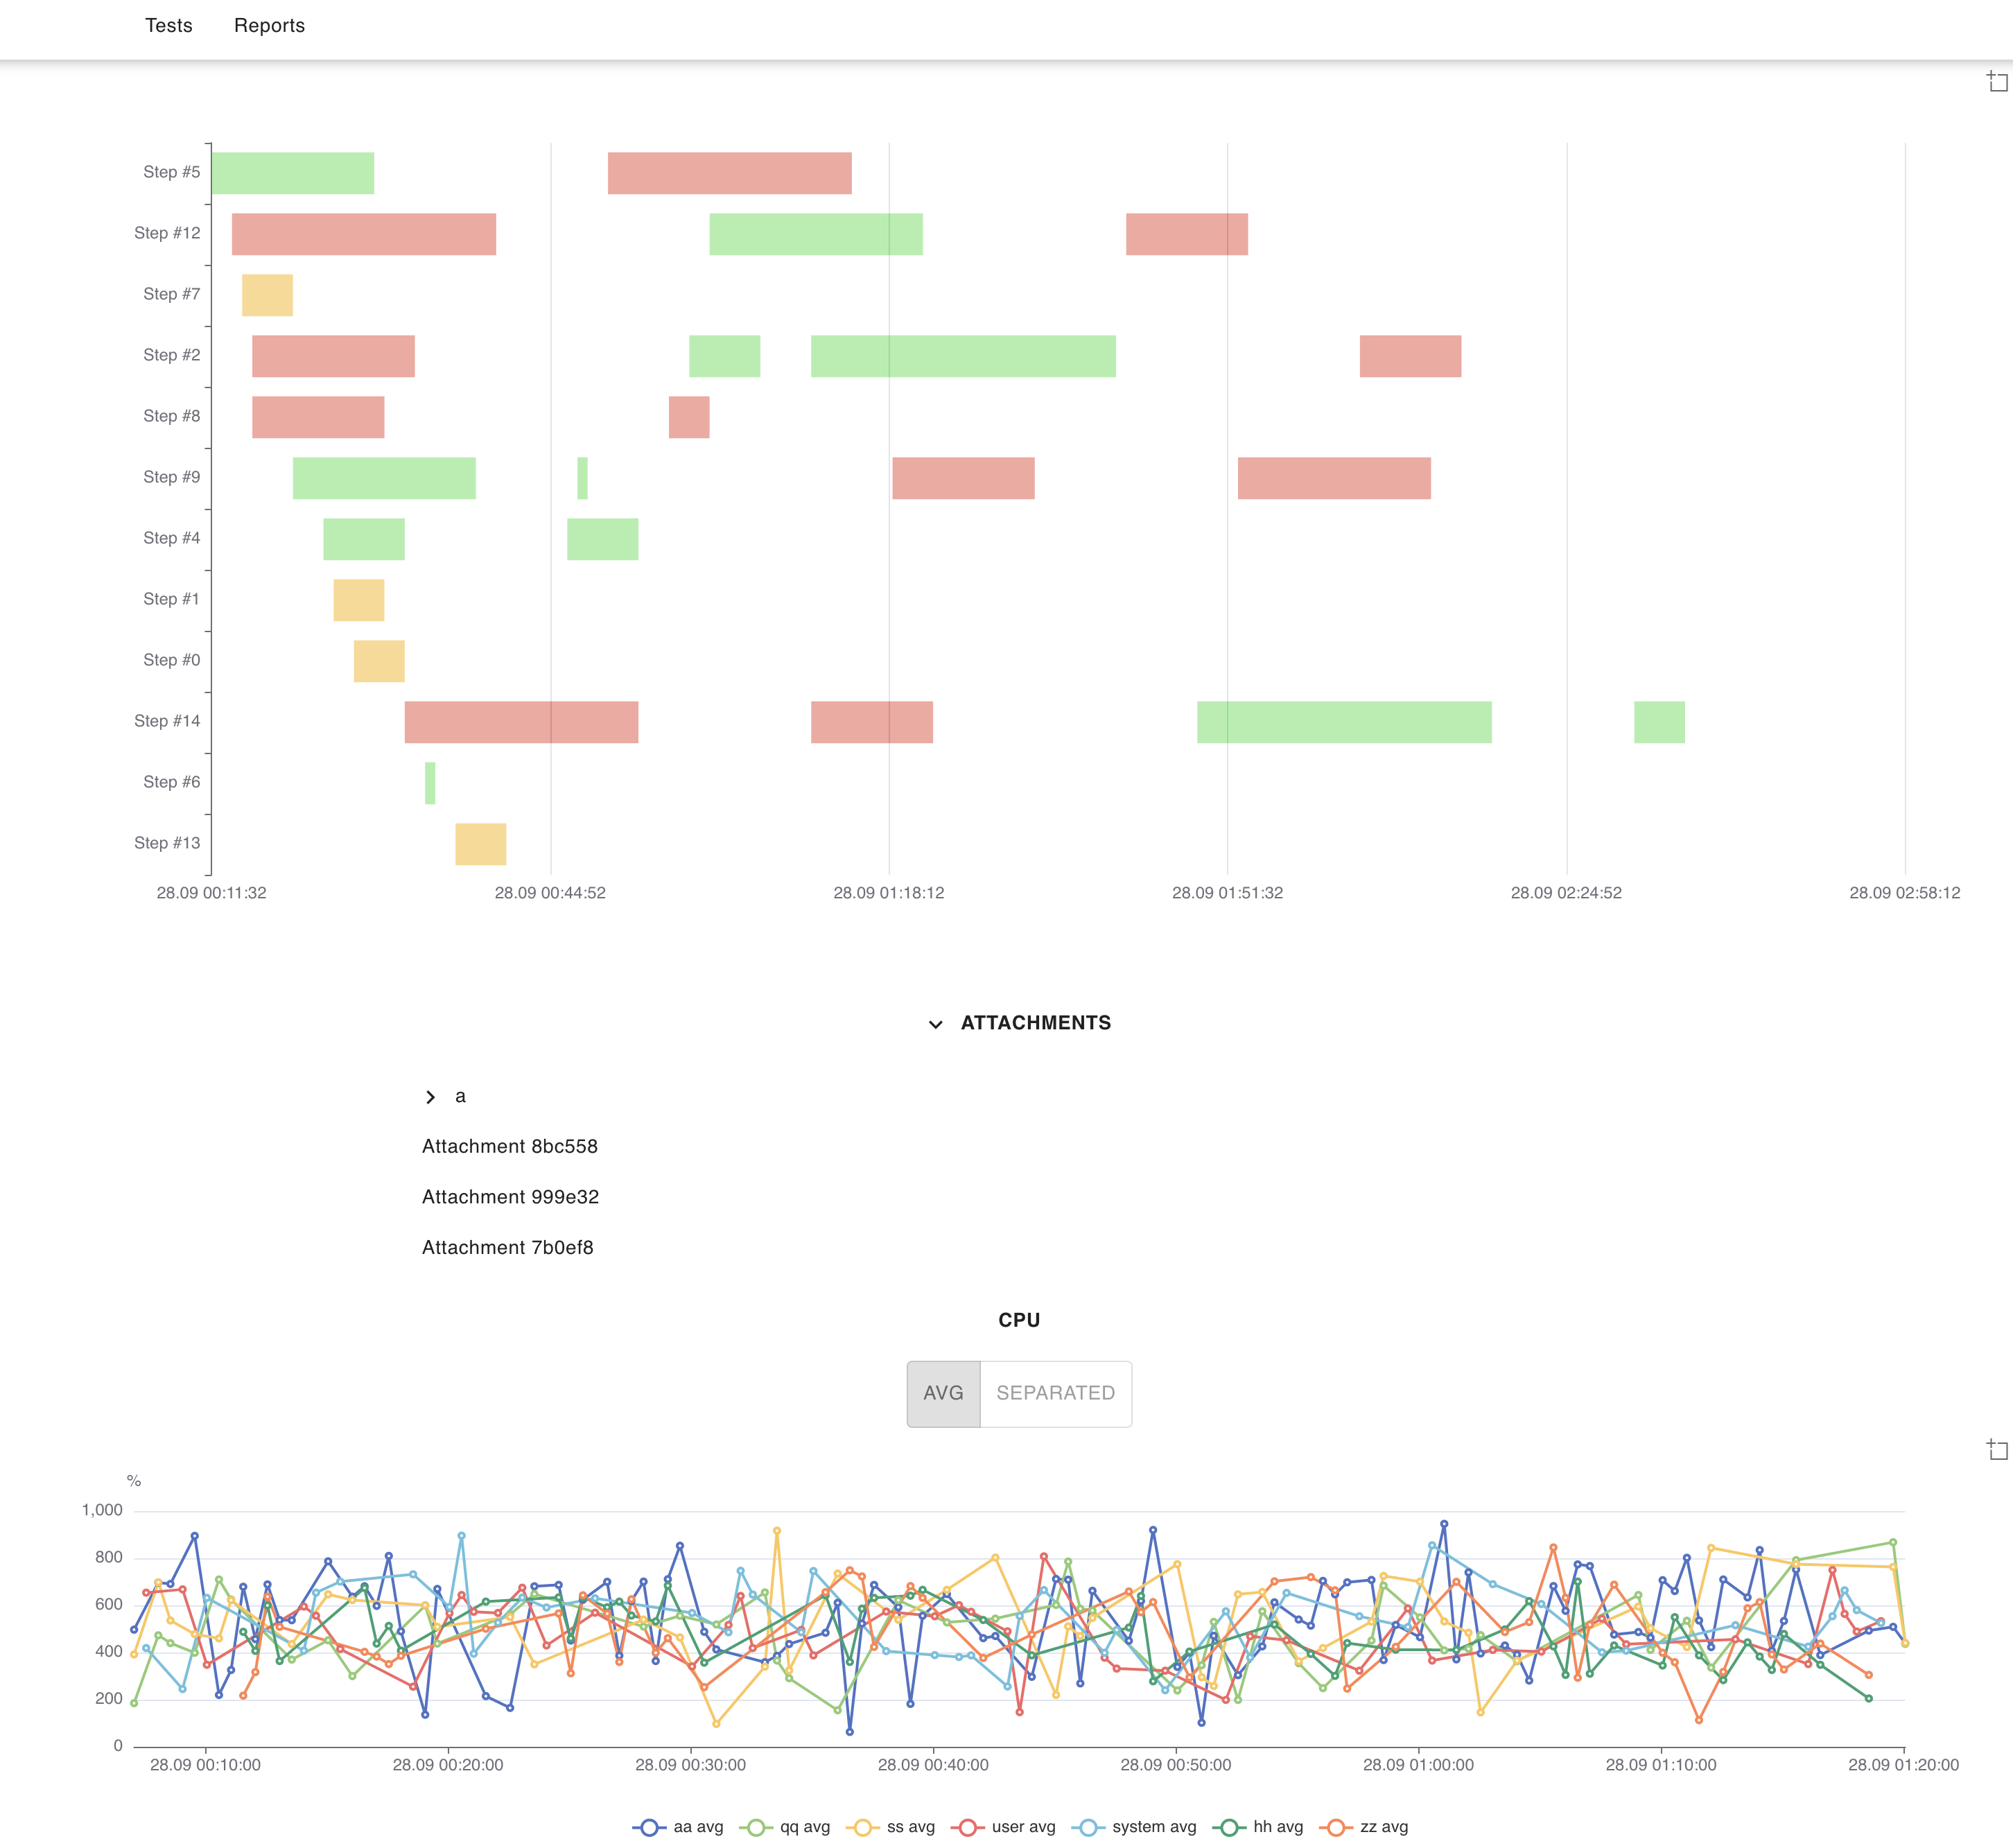 Tests Reports
Step #5
Step #12
Step #7
Step #2
Step #8
Step #9
Step #4
Step #1
Step #0
Step #14
Step #6
Step #13
28.09 00:11:32 28.09 00:44:52 28.09 01:18:12 28.09 01:51:32 28.09 02:24:52 28.09 02:58:12
ATTACHMENTS
a
Attachment 8bc558
Attachment 999e32
Attachment 7b0ef8
CPU
AVG SEPARATED
%
1,000
800
600
400
200
0
28.09 00:10:00 28.09 00:20:00 28.09 00:30:00 28.09 00:40:00 28.09 00:50:00 28.09 01:00:00 28.09 01:10:00 28.09 01:20:00
aa avg qq avg ss avg user avg system avg hh avg zz avg